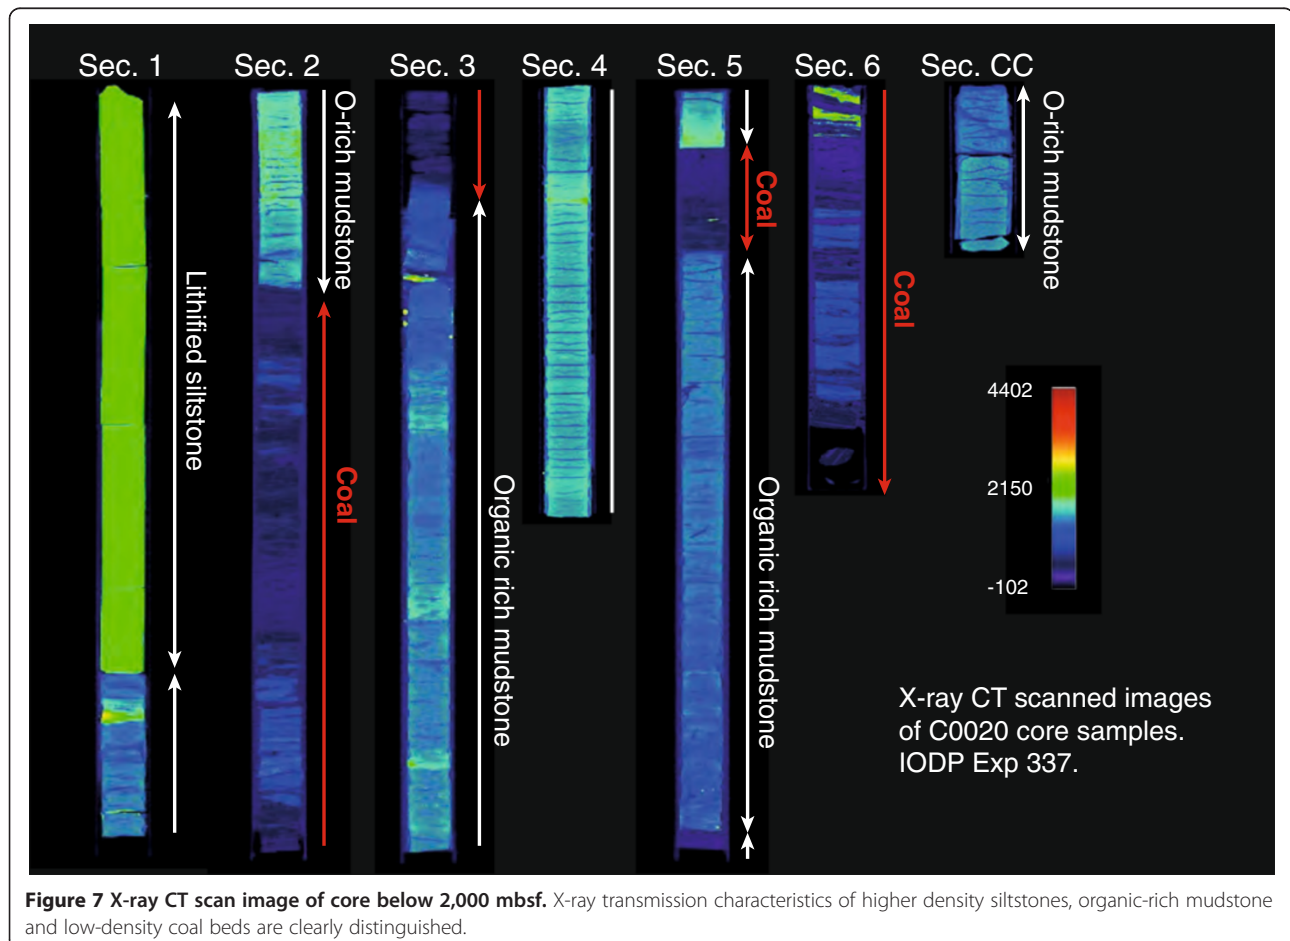 Sec. 1
Sec. 2
Sec. 3
Sec. 4
Sec. 5
Sec. 6
Sec. CC
Lithified siltstone
O-rich mudstone
Coal
Organic rich mudstone
Coal
Organic rich mudstone
Coal
O-rich mudstone
4402
2150
-102
X-ray CT scanned images
of C0020 core samples.
IODP Exp 337.
Figure 7 X-ray CT scan image of core below 2,000 mbsf. X-ray transmission characteristics of higher density siltstones, organic-rich mudstone
and low-density coal beds are clearly distinguished.